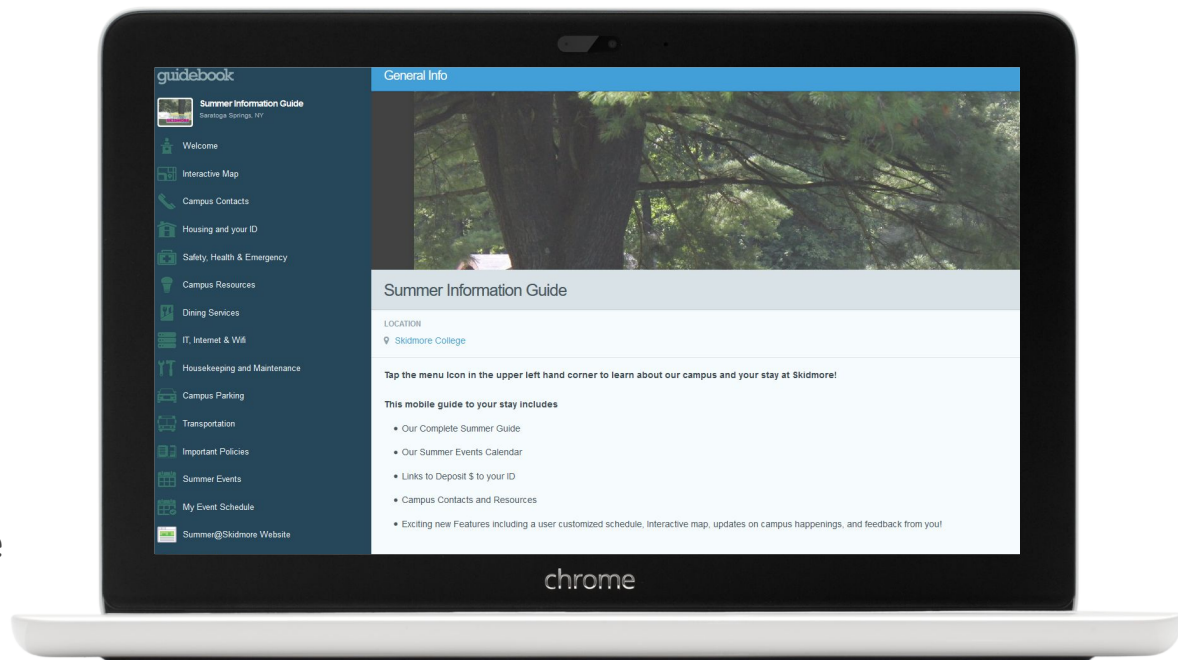 guidebook
Summer Information Guide
Saratoga Springs, NY
Welcome
Interactive Map
Campus Contacts
Housing and your ID
Safety, Health & Emergency
Campus Resources
Dining Services
IT, Internet & Wifi
Housekeeping and Maintenance
Campus Parking
Transportation
Important Policies
Summer Events
My Event Schedule
Summer@Skidmore Website
General Info
Summer Information Guide
LOCATION
Skidmore College
Tap the menu icon in the upper left hand corner to learn about our campus and your stay at Skidmore!
This mobile guide to your stay includes
• Our Complete Summer Guide
• Our Summer Events Calendar
• Links to Deposit $ to your ID
• Campus Contacts and Resources
• Exciting new Features including a user customized schedule, interactive map, updates on campus happenings, and feedback from you!
e
chrome